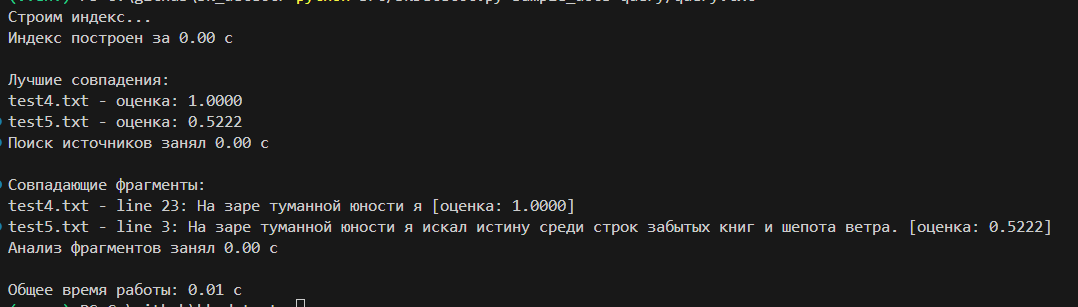 Строим индекс...
Индекс построен за 0.00 с
Лучшие совпадения:
test4.txt - оценка: 1.0000
test5.txt - оценка: 0.5222
Поиск источников занял 0.00 с
Совпадающие фрагменты:
test4.txt - line 23: На заре туманной юности я [оценка: 1.0000]
test5.txt - line 3: На заре туманной юности я искал истину среди строк забытых книг и шепота ветра. [оценка: 0.5222]
Анализ фрагментов занял 0.00 с
Общее время работы: 0.01 с